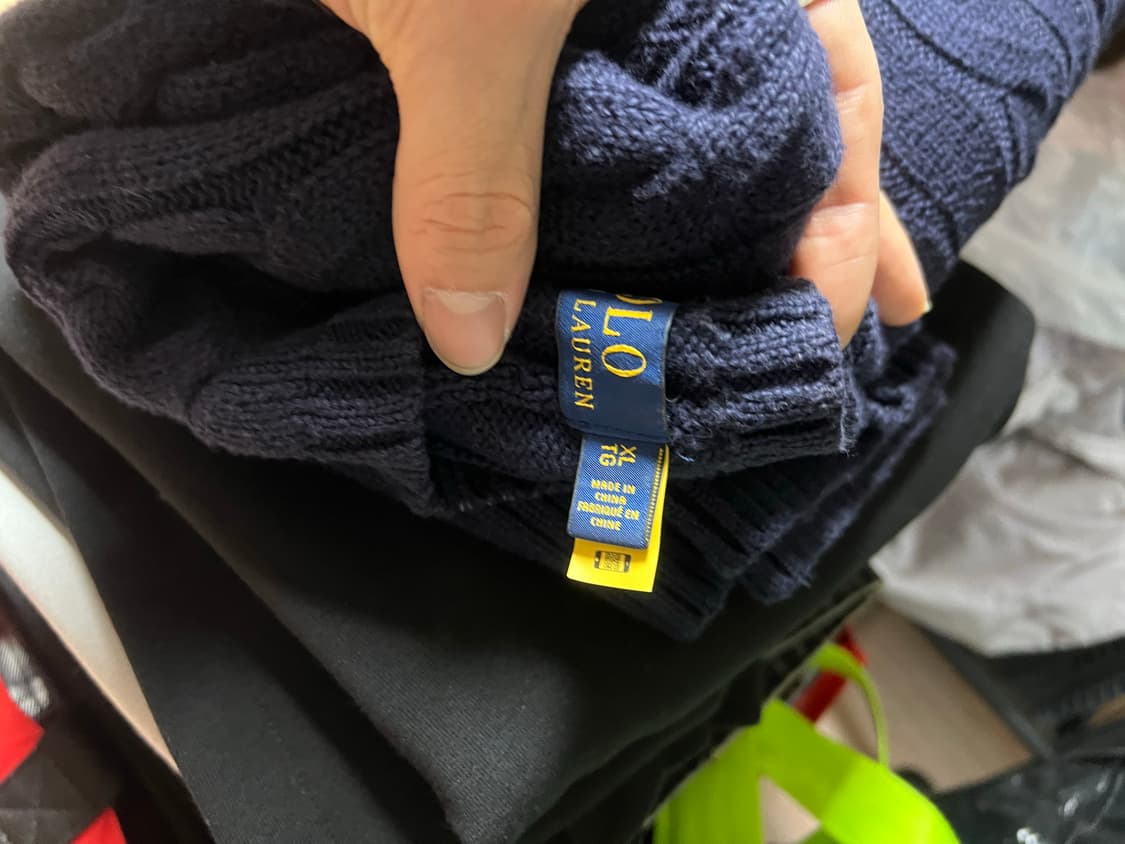 OLO
LAUREN
XL
TG
MADE IN
CHINA
FABRIQUÉ EN
CHINE